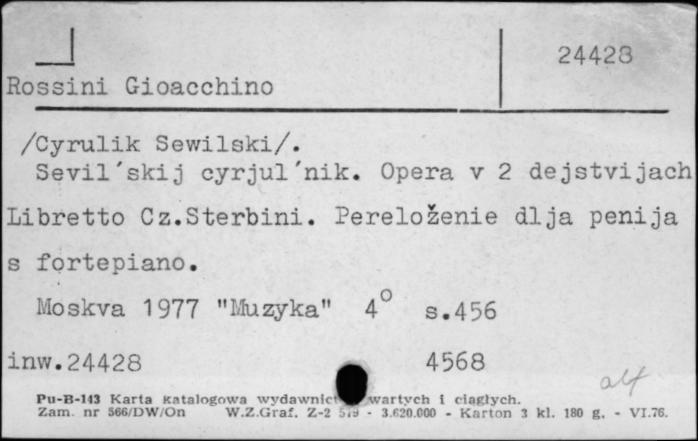 24428
Rossini Gioacchino
/Cyrulik Sewilski/.
Sevil´skij cyrjul´nik. Opera v 2 dejstvijach
Libretto Cz.Sterbini. Pereloženie dlja penija
s fortepiano.
Moskva 1977 "Muzyka" 4° s.456
inw.24428 4568
Pu-B-143 Karta katalogowa wydawnictw zwartych i ciągłych.
Zam. nr 566/DW/On W.Z.Graf. Z-2 - 3.620.000 - Karton 3 kl. 180 g. - VI.76.